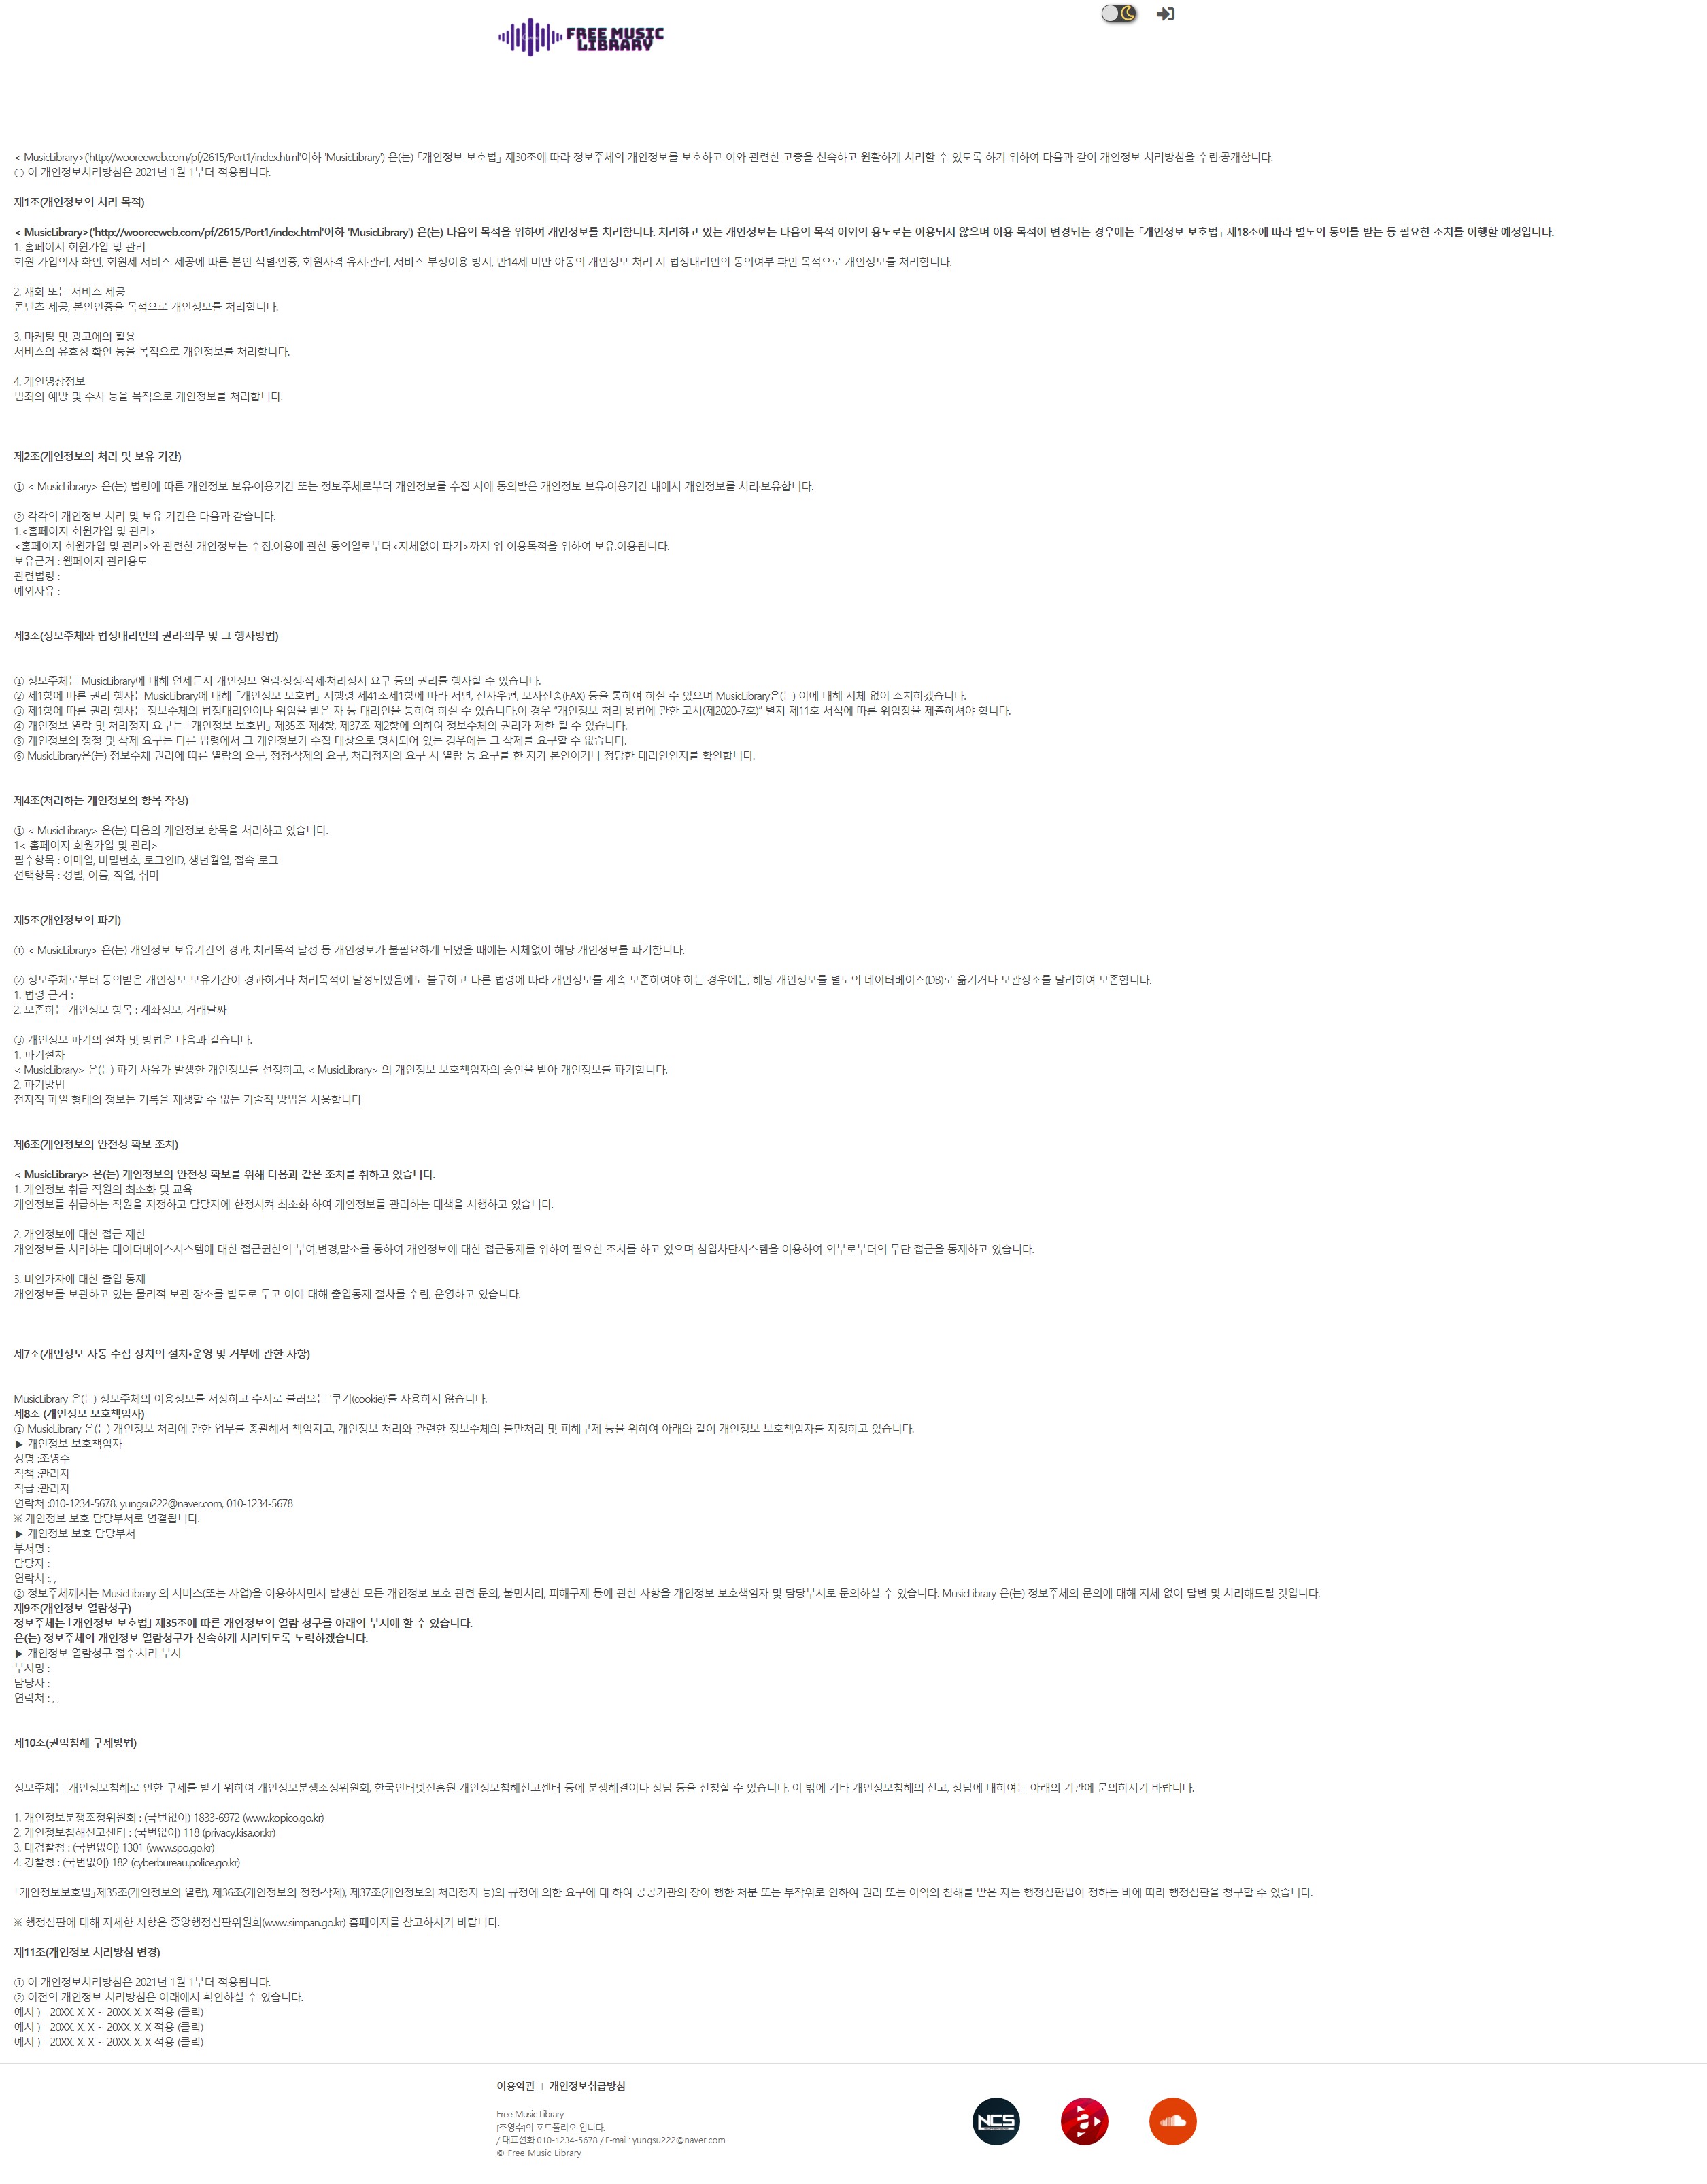 FREE MUSIC
LIBRARY
< MusicLibrary>('http://wooreeweb.com/pf/2615/Port1/index.html'이하 'MusicLibrary') 은(는) 「개인정보 보호법」 제30조에 따라 정보주체의 개인정보를 보호하고 이와 관련한 고충을 신속하고 원활하게 처리할 수 있도록 하기 위하여 다음과 같이 개인정보 처리방침을 수립·공개합니다.
○ 이 개인정보처리방침은 2021년 1월 1부터 적용됩니다.
제1조(개인정보의 처리 목적)
< MusicLibrary>('http://wooreeweb.com/pf/2615/Port1/index.html'이하 'MusicLibrary') 은(는) 다음의 목적을 위하여 개인정보를 처리합니다. 처리하고 있는 개인정보는 다음의 목적 이외의 용도로는 이용되지 않으며 이용 목적이 변경되는 경우에는 「개인정보 보호법」 제18조에 따라 별도의 동의를 받는 등 필요한 조치를 이행할 예정입니다.
1. 홈페이지 회원가입 및 관리
회원 가입의사 확인, 회원제 서비스 제공에 따른 본인 식별·인증, 회원자격 유지·관리, 서비스 부정이용 방지, 만14세 미만 아동의 개인정보 처리 시 법정대리인의 동의여부 확인 목적으로 개인정보를 처리합니다.
2. 재화 또는 서비스 제공
콘텐츠 제공, 본인인증을 목적으로 개인정보를 처리합니다.
3. 마케팅 및 광고에의 활용
서비스의 유효성 확인 등을 목적으로 개인정보를 처리합니다.
4. 개인영상정보
범죄의 예방 및 수사 등을 목적으로 개인정보를 처리합니다.
제2조(개인정보의 처리 및 보유 기간)
① < MusicLibrary> 은(는) 법령에 따른 개인정보 보유·이용기간 또는 정보주체로부터 개인정보를 수집 시에 동의받은 개인정보 보유·이용기간 내에서 개인정보를 처리·보유합니다.
② 각각의 개인정보 처리 및 보유 기간은 다음과 같습니다.
1.<홈페이지 회원가입 및 관리>
<홈페이지 회원가입 및 관리>와 관련한 개인정보는 수집.이용에 관한 동의일로부터<지체없이 파기>까지 위 이용목적을 위하여 보유.이용됩니다.
보유근거 : 웹페이지 관리용도
관련법령 :
예외사유 :
제3조(정보주체와 법정대리인의 권리·의무 및 그 행사방법)
① 정보주체는 MusicLibrary에 대해 언제든지 개인정보 열람·정정·삭제·처리정지 요구 등의 권리를 행사할 수 있습니다.
② 제1항에 따른 권리 행사는MusicLibrary에 대해 「개인정보 보호법」 시행령 제41조제1항에 따라 서면, 전자우편, 모사전송(FAX) 등을 통하여 하실 수 있으며 MusicLibrary은(는) 이에 대해 지체 없이 조치하겠습니다.
③ 제1항에 따른 권리 행사는 정보주체의 법정대리인이나 위임을 받은 자 등 대리인을 통하여 하실 수 있습니다.이 경우 “개인정보 처리 방법에 관한 고시(제2020-7호)” 별지 제11호 서식에 따른 위임장을 제출하셔야 합니다.
④ 개인정보 열람 및 처리정지 요구는 「개인정보 보호법」 제35조 제4항, 제37조 제2항에 의하여 정보주체의 권리가 제한 될 수 있습니다.
⑤ 개인정보의 정정 및 삭제 요구는 다른 법령에서 그 개인정보가 수집 대상으로 명시되어 있는 경우에는 그 삭제를 요구할 수 없습니다.
⑥ MusicLibrary은(는) 정보주체 권리에 따른 열람의 요구, 정정·삭제의 요구, 처리정지의 요구 시 열람 등 요구를 한 자가 본인이거나 정당한 대리인인지를 확인합니다.
제4조(처리하는 개인정보의 항목 작성)
① < MusicLibrary> 은(는) 다음의 개인정보 항목을 처리하고 있습니다.
1< 홈페이지 회원가입 및 관리>
필수항목 : 이메일, 비밀번호, 로그인ID, 생년월일, 접속 로그
선택항목 : 성별, 이름, 직업, 취미
제5조(개인정보의 파기)
① < MusicLibrary> 은(는) 개인정보 보유기간의 경과, 처리목적 달성 등 개인정보가 불필요하게 되었을 때에는 지체없이 해당 개인정보를 파기합니다.
② 정보주체로부터 동의받은 개인정보 보유기간이 경과하거나 처리목적이 달성되었음에도 불구하고 다른 법령에 따라 개인정보를 계속 보존하여야 하는 경우에는, 해당 개인정보를 별도의 데이터베이스(DB)로 옮기거나 보관장소를 달리하여 보존합니다.
1. 법령 근거 :
2. 보존하는 개인정보 항목 : 계좌정보, 거래날짜
③ 개인정보 파기의 절차 및 방법은 다음과 같습니다.
1. 파기절차
< MusicLibrary> 은(는) 파기 사유가 발생한 개인정보를 선정하고, < MusicLibrary> 의 개인정보 보호책임자의 승인을 받아 개인정보를 파기합니다.
2. 파기방법
전자적 파일 형태의 정보는 기록을 재생할 수 없는 기술적 방법을 사용합니다
제6조(개인정보의 안전성 확보 조치)
< MusicLibrary> 은(는) 개인정보의 안전성 확보를 위해 다음과 같은 조치를 취하고 있습니다.
1. 개인정보 취급 직원의 최소화 및 교육
개인정보를 취급하는 직원을 지정하고 담당자에 한정시켜 최소화 하여 개인정보를 관리하는 대책을 시행하고 있습니다.
2. 개인정보에 대한 접근 제한
개인정보를 처리하는 데이터베이스시스템에 대한 접근권한의 부여,변경,말소를 통하여 개인정보에 대한 접근통제를 위하여 필요한 조치를 하고 있으며 침입차단시스템을 이용하여 외부로부터의 무단 접근을 통제하고 있습니다.
3. 비인가자에 대한 출입 통제
개인정보를 보관하고 있는 물리적 보관 장소를 별도로 두고 이에 대해 출입통제 절차를 수립, 운영하고 있습니다.
제7조(개인정보 자동 수집 장치의 설치•운영 및 거부에 관한 사항)
MusicLibrary 은(는) 정보주체의 이용정보를 저장하고 수시로 불러오는 ‘쿠키(cookie)’를 사용하지 않습니다.
제8조 (개인정보 보호책임자)
① MusicLibrary 은(는) 개인정보 처리에 관한 업무를 총괄해서 책임지고, 개인정보 처리와 관련한 정보주체의 불만처리 및 피해구제 등을 위하여 아래와 같이 개인정보 보호책임자를 지정하고 있습니다.
▶ 개인정보 보호책임자
성명 :조영수
직책 :관리자
직급 :관리자
연락처 :010-1234-5678, yungsu222@naver.com, 010-1234-5678
※ 개인정보 보호 담당부서로 연결됩니다.
▶ 개인정보 보호 담당부서
부서명 :
담당자 :
연락처 :, ,
② 정보주체께서는 MusicLibrary 의 서비스(또는 사업)을 이용하시면서 발생한 모든 개인정보 보호 관련 문의, 불만처리, 피해구제 등에 관한 사항을 개인정보 보호책임자 및 담당부서로 문의하실 수 있습니다. MusicLibrary 은(는) 정보주체의 문의에 대해 지체 없이 답변 및 처리해드릴 것입니다.
제9조(개인정보 열람청구)
정보주체는 「개인정보 보호법」 제35조에 따른 개인정보의 열람 청구를 아래의 부서에 할 수 있습니다.
은(는) 정보주체의 개인정보 열람청구가 신속하게 처리되도록 노력하겠습니다.
▶ 개인정보 열람청구 접수·처리 부서
부서명 :
담당자 :
연락처 : , ,
제10조(권익침해 구제방법)
정보주체는 개인정보침해로 인한 구제를 받기 위하여 개인정보분쟁조정위원회, 한국인터넷진흥원 개인정보침해신고센터 등에 분쟁해결이나 상담 등을 신청할 수 있습니다. 이 밖에 기타 개인정보침해의 신고, 상담에 대하여는 아래의 기관에 문의하시기 바랍니다.
1. 개인정보분쟁조정위원회 : (국번없이) 1833-6972 (www.kopico.go.kr)
2. 개인정보침해신고센터 : (국번없이) 118 (privacy.kisa.or.kr)
3. 대검찰청 : (국번없이) 1301 (www.spo.go.kr)
4. 경찰청 : (국번없이) 182 (cyberbureau.police.go.kr)
「개인정보보호법」제35조(개인정보의 열람), 제36조(개인정보의 정정·삭제), 제37조(개인정보의 처리정지 등)의 규정에 의한 요구에 대 하여 공공기관의 장이 행한 처분 또는 부작위로 인하여 권리 또는 이익의 침해를 받은 자는 행정심판법이 정하는 바에 따라 행정심판을 청구할 수 있습니다.
※ 행정심판에 대해 자세한 사항은 중앙행정심판위원회(www.simpan.go.kr) 홈페이지를 참고하시기 바랍니다.
제11조(개인정보 처리방침 변경)
① 이 개인정보처리방침은 2021년 1월 1부터 적용됩니다.
② 이전의 개인정보 처리방침은 아래에서 확인하실 수 있습니다.
예시 ) - 20XX. X. X ~ 20XX. X. X 적용 (클릭)
예시 ) - 20XX. X. X ~ 20XX. X. X 적용 (클릭)
예시 ) - 20XX. X. X ~ 20XX. X. X 적용 (클릭)
이용약관 | 개인정보취급방침
Free Music Library
[조영수]의 포트폴리오 입니다.
/ 대표전화 010-1234-5678 / E-mail : yungsu222@naver.com
© Free Music Library
NCS
a